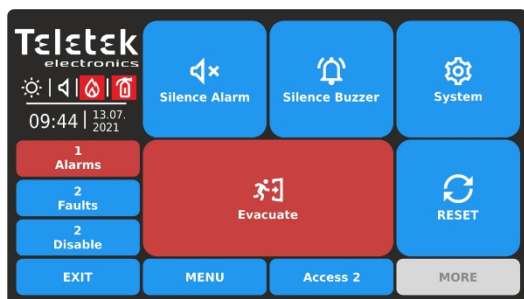 Teletek
electronics
09:44
13.07.
2021
Silence Alarm
Silence Buzzer
System
1
Alarms
2
Faults
2
Disable
Evacuate
RESET
EXIT
MENU
Access 2
MORE